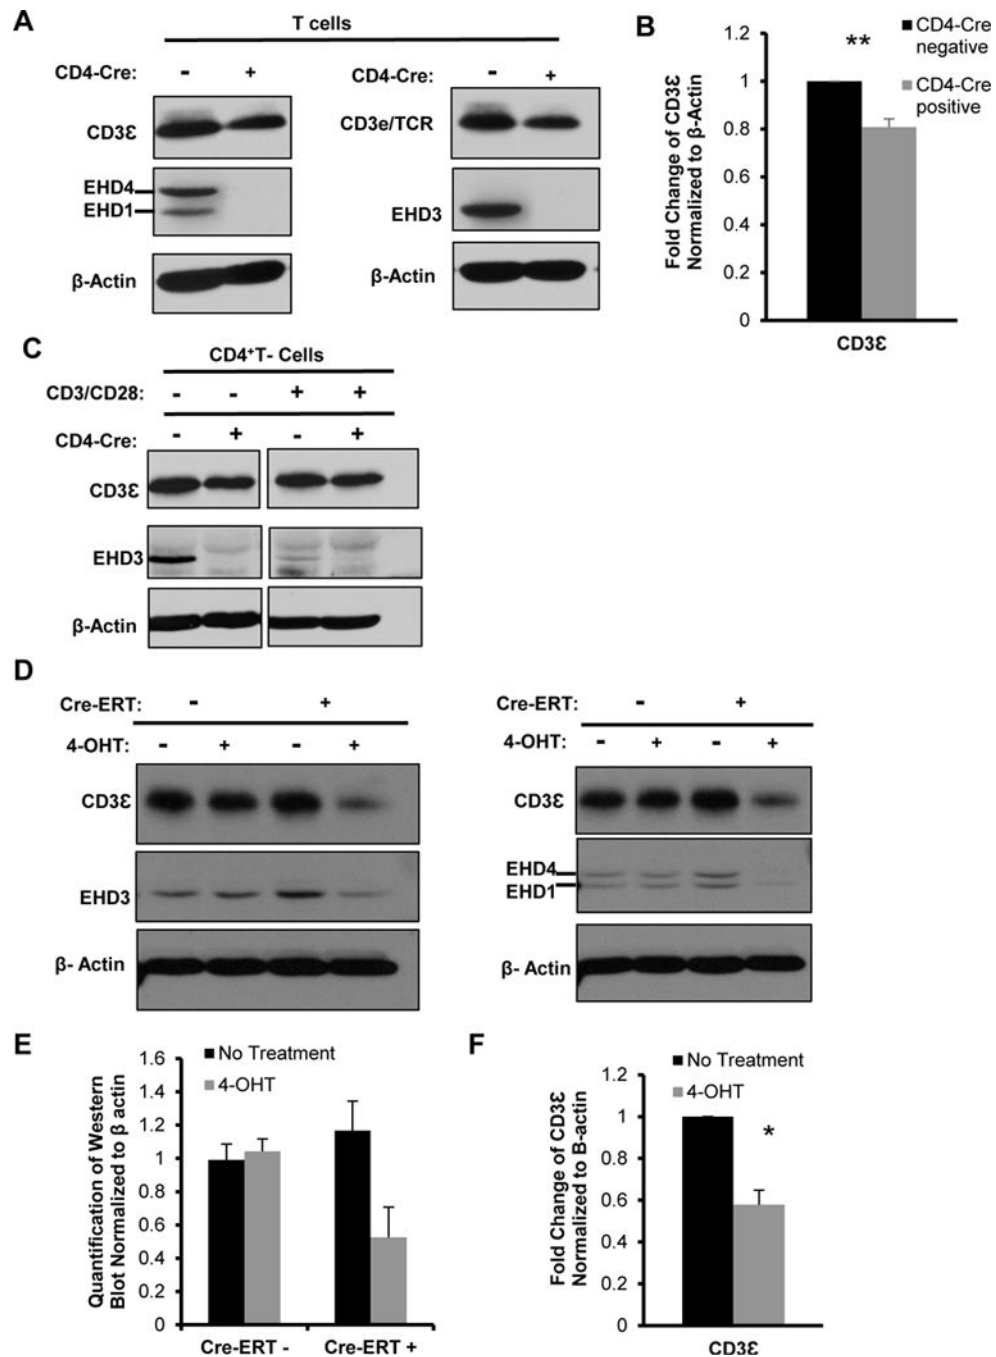 A
T cells
CD4-Cre: - +
CD3Ɛ
EHD4
EHD1
β-Actin
CD4-Cre: - +
CD3e/TCR
EHD3
β-Actin
B
Fold Change of CD3Ɛ
Normalized to β-Actin
1.2
1
0.8
0.6
0.4
0.2
0
**
CD4-Cre
negative
CD4-Cre
positive
CD3Ɛ
C
CD4+T- Cells
CD3/CD28: - - + +
CD4-Cre: - + - +
CD3Ɛ
EHD3
β-Actin
D
Cre-ERT: - +
4-OHT: - + - +
CD3Ɛ
EHD3
β- Actin
Cre-ERT: - +
4-OHT: - + - +
CD3Ɛ
EHD4
EHD1
β- Actin
E
Quantification of Western
Blot Normalized to β actin
1.6
1.4
1.2
1
0.8
0.6
0.4
0.2
0
No Treatment
4-OHT
Cre-ERT - Cre-ERT +
F
Fold Change of CD3Ɛ
Normalized to B-actin
1.2
1
0.8
0.6
0.4
0.2
0
No Treatment
4-OHT
*
CD3Ɛ